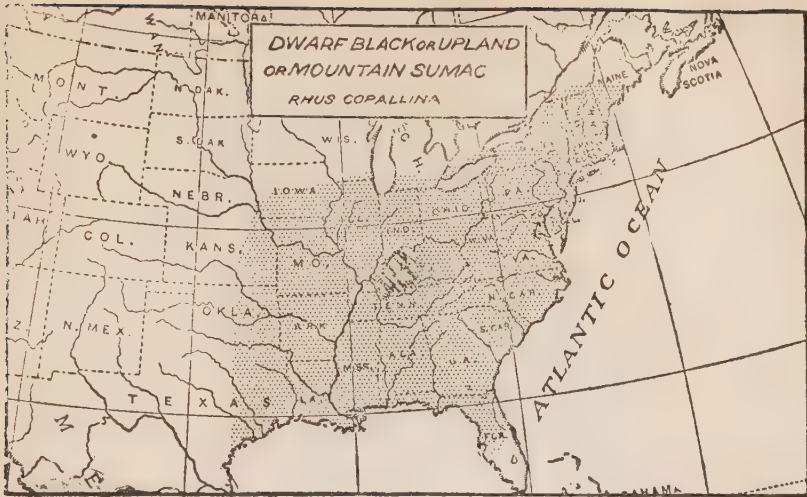 MANITOBA
DWARF BLACK OR UPLAND
OR MOUNTAIN SUMAC
RHUS COPALLINA
MAINE
NOVA
SCOTIA
MONT.
N.DAK.
WIS.
S.DAK
WYO.
NEBR.
IOWA
OHIO
PA.
IND.
W.VA.
COL.
KANS.
MO.
VA.
OKLA.
TENN.
N.CAR.
N.MEX.
ARK
S.CAR
MISS.
ALA
GA.
TEXAS
LA.
FLA.
ATLANTIC OCEAN
BAHAMA